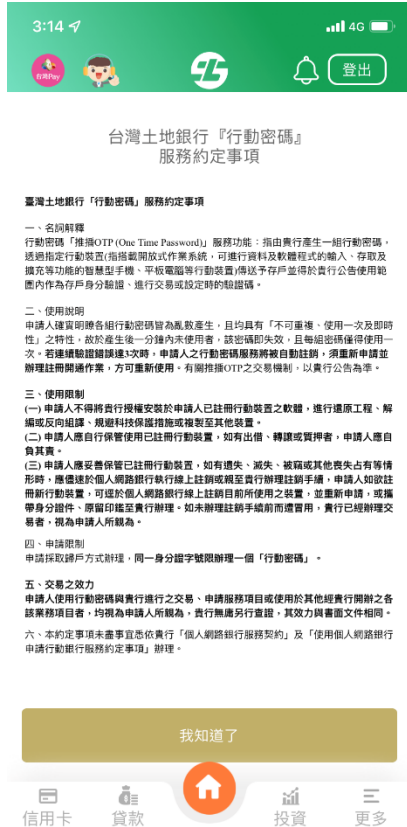 3:14
4G
台灣Pay
登出
台灣土地銀行『行動密碼』
服務約定事項
臺灣土地銀行「行動密碼」服務約定事項
一、名詞解釋
行動密碼「推播OTP (One Time Password)」服務功能：指由貴行產生一組行動密碼，
透過指定行動裝置(指搭載開放式作業系統，可進行資料及軟體程式的輸入、存取及
擴充等功能的智慧型手機、平板電腦等行動裝置)傳送予存戶並得於貴行公告使用範
圍內作為存戶身分驗證、進行交易或設定時的驗證碼。
二、使用說明
申請人確實明瞭各組行動密碼皆為亂數產生，且均具有「不可重複、使用一次及即時
性」之特性，故於產生後一分鐘內未使用者，該密碼即失效，且每組密碼僅得使用一
次。若連續驗證錯誤達3次時，申請人之行動密碼服務將被自動註銷，須重新申請並
辦理註冊開通作業，方可重新使用。有關推播OTP之交易機制，以貴行公告為準。
三、使用限制
(一) 申請人不得將貴行授權安裝於申請人已註冊行動裝置之軟體，進行還原工程、解
編或反向組譯、規避科技保護措施或複製至其他裝置。
(二) 申請人應自行保管使用已註冊行動裝置，如有出借、轉讓或質押者，申請人應自
負其責。
(三) 申請人應妥善保管已註冊行動裝置，如有遺失、滅失、被竊或其他喪失占有等情
形時，應儘速於個人網路銀行執行線上註銷或親至貴行辦理註銷手續，申請人如欲註
冊新行動裝置，可逕於個人網路銀行線上註銷目前所使用之裝置，並重新申請，或攜
帶身分證件、原留印鑑至貴行辦理。如未辦理註銷手續前而遭冒用，貴行已經辦理交
易者，視為申請人所親為。
四、申請限制
申請採取歸戶方式辦理，同一身分證字號限辦理一個「行動密碼」。
五、交易之效力
申請人使用行動密碼與貴行進行之交易、申請服務項目或使用於其他經貴行開辦之各
該業務項目者，均視為申請人所親為，貴行無庸另行查證，其效力與書面文件相同。
六、本約定事項未盡事宜悉依貴行「個人網路銀行服務契約」及「使用個人網路銀行
申請行動銀行服務約定事項」辦理。
我知道了
信用卡
貸款
投資
更多